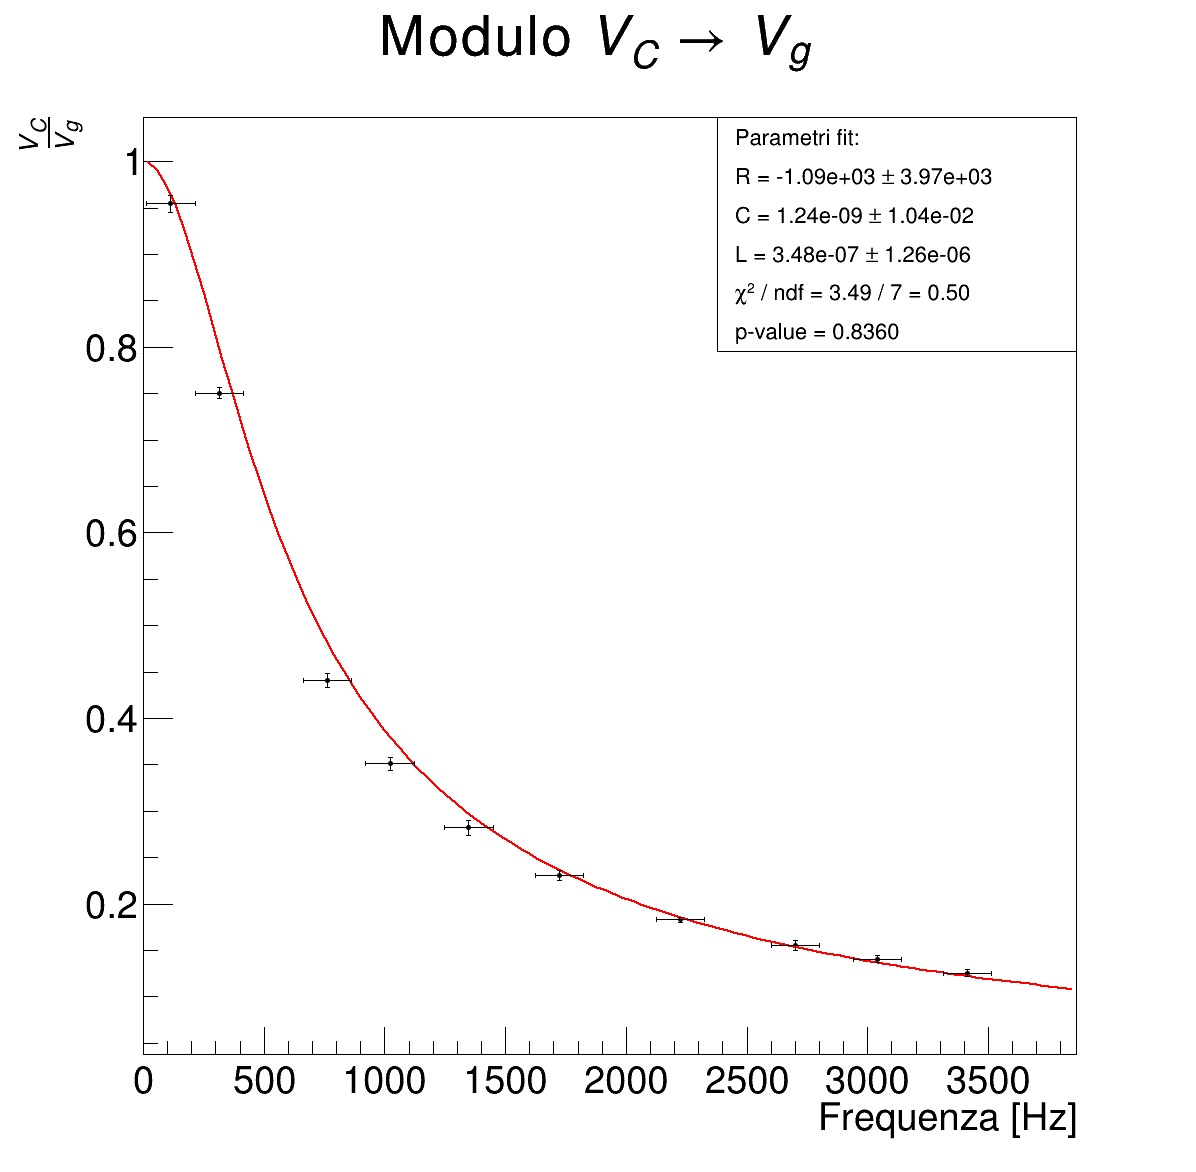 Modulo V_C → V_g
V_C / V_g
Parametri fit:
R = -1.09e+03 ± 3.97e+03
C = 1.24e-09 ± 1.04e-02
L = 3.48e-07 ± 1.26e-06
χ² / ndf = 3.49 / 7 = 0.50
p-value = 0.8360
1
0.8
0.6
0.4
0.2
0 500 1000 1500 2000 2500 3000 3500
Frequenza [Hz]